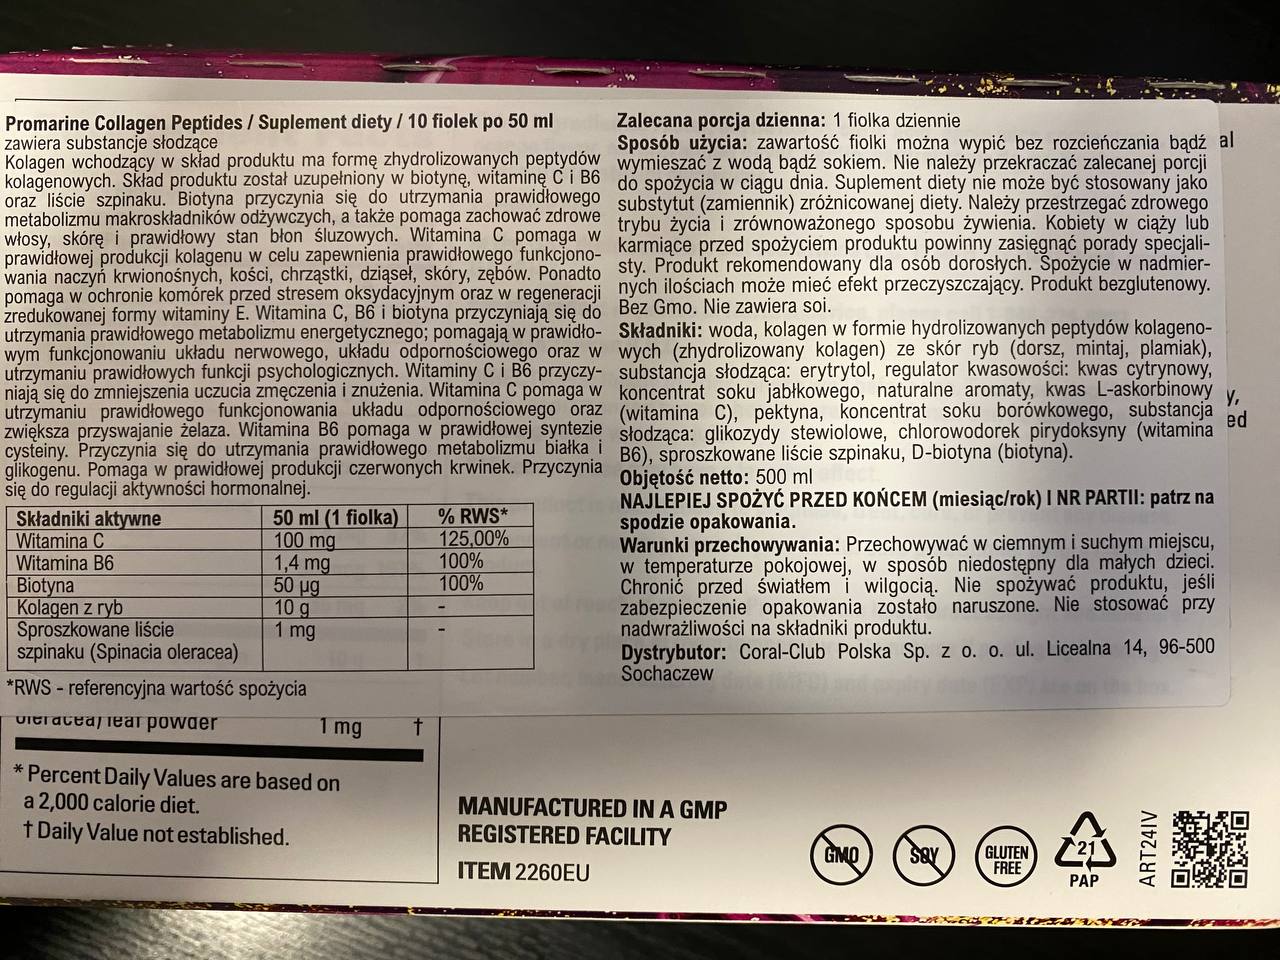 Promarine Collagen Peptides / Suplement diety / 10 fiolek po 50 ml
zawiera substancje słodzące
Kolagen wchodzący w skład produktu ma formę zhydrolizowanych peptydów
kolagenowych. Skład produktu został uzupełniony w biotynę, witaminę C i B6
oraz liście szpinaku. Biotyna przyczynia się do utrzymania prawidłowego
metabolizmu makroskładników odżywczych, a także pomaga zachować zdrowe
włosy, skórę i prawidłowy stan błon śluzowych. Witamina C pomaga w
prawidłowej produkcji kolagenu w celu zapewnienia prawidłowego funkcjono-
wania naczyń krwionośnych, kości, chrząstki, dziąseł, skóry, zębów. Ponadto
pomaga w ochronie komórek przed stresem oksydacyjnym oraz w regeneracji
zredukowanej formy witaminy E. Witamina C, B6 i biotyna przyczyniają się do
utrzymania prawidłowego metabolizmu energetycznego; pomagają w prawidło-
wym funkcjonowaniu układu nerwowego, układu odpornościowego oraz w
utrzymaniu prawidłowych funkcji psychologicznych. Witaminy C i B6 przyczy-
niają się do zmniejszenia uczucia zmęczenia i znużenia. Witamina C pomaga w
utrzymaniu prawidłowego funkcjonowania układu odpornościowego oraz
zwiększa przyswajanie żelaza. Witamina B6 pomaga w prawidłowej syntezie
cysteiny. Przyczynia się do utrzymania prawidłowego metabolizmu białka i
glikogenu. Pomaga w prawidłowej produkcji czerwonych krwinek. Przyczynia
się do regulacji aktywności hormonalnej.
Składniki aktywne 50 ml (1 fiolka) % RWS*
Witamina C 100 mg 125,00%
Witamina B6 1,4 mg 100%
Biotyna 50 µg 100%
Kolagen z ryb 10 g -
Sproszkowane liście 1 mg -
szpinaku (Spinacia oleracea)
*RWS - referencyjna wartość spożycia
oleracea) leaf powder 1 mg †
* Percent Daily Values are based on
a 2,000 calorie diet.
† Daily Value not established.
Zalecana porcja dzienna: 1 fiolka dziennie
Sposób użycia: zawartość fiolki można wypić bez rozcieńczania bądź
wymieszać z wodą bądź sokiem. Nie należy przekraczać zalecanej porcji
do spożycia w ciągu dnia. Suplement diety nie może być stosowany jako
substytut (zamiennik) zróżnicowanej diety. Należy przestrzegać zdrowego
trybu życia i zrównoważonego sposobu żywienia. Kobiety w ciąży lub
karmiące przed spożyciem produktu powinny zasięgnąć porady specjali-
sty. Produkt rekomendowany dla osób dorosłych. Spożycie w nadmier-
nych ilościach może mieć efekt przeczyszczający. Produkt bezglutenowy.
Bez Gmo. Nie zawiera soi.
Składniki: woda, kolagen w formie hydrolizowanych peptydów kolageno-
wych (zhydrolizowany kolagen) ze skór ryb (dorsz, mintaj, plamiak),
substancja słodząca: erytrytol, regulator kwasowości: kwas cytrynowy,
koncentrat soku jabłkowego, naturalne aromaty, kwas L-askorbinowy
(witamina C), pektyna, koncentrat soku borówkowego, substancja
słodząca: glikozydy stewiolowe, chlorowodorek pirydoksyny (witamina
B6), sproszkowane liście szpinaku, D-biotyna (biotyna).
Objętość netto: 500 ml
NAJLEPIEJ SPOŻYĆ PRZED KOŃCEM (miesiąc/rok) I NR PARTII: patrz na
spodzie opakowania.
Warunki przechowywania: Przechowywać w ciemnym i suchym miejscu,
w temperaturze pokojowej, w sposób niedostępny dla małych dzieci.
Chronić przed światłem i wilgocią. Nie spożywać produktu, jeśli
zabezpieczenie opakowania zostało naruszone. Nie stosować przy
nadwrażliwości na składniki produktu.
Dystrybutor: Coral-Club Polska Sp. z o. o. ul. Licealna 14, 96-500
Sochaczew
al
y,
ed
MANUFACTURED IN A GMP
REGISTERED FACILITY
ITEM 2260EU
GMO
SOY
GLUTEN
FREE
21
PAP
ART24IV